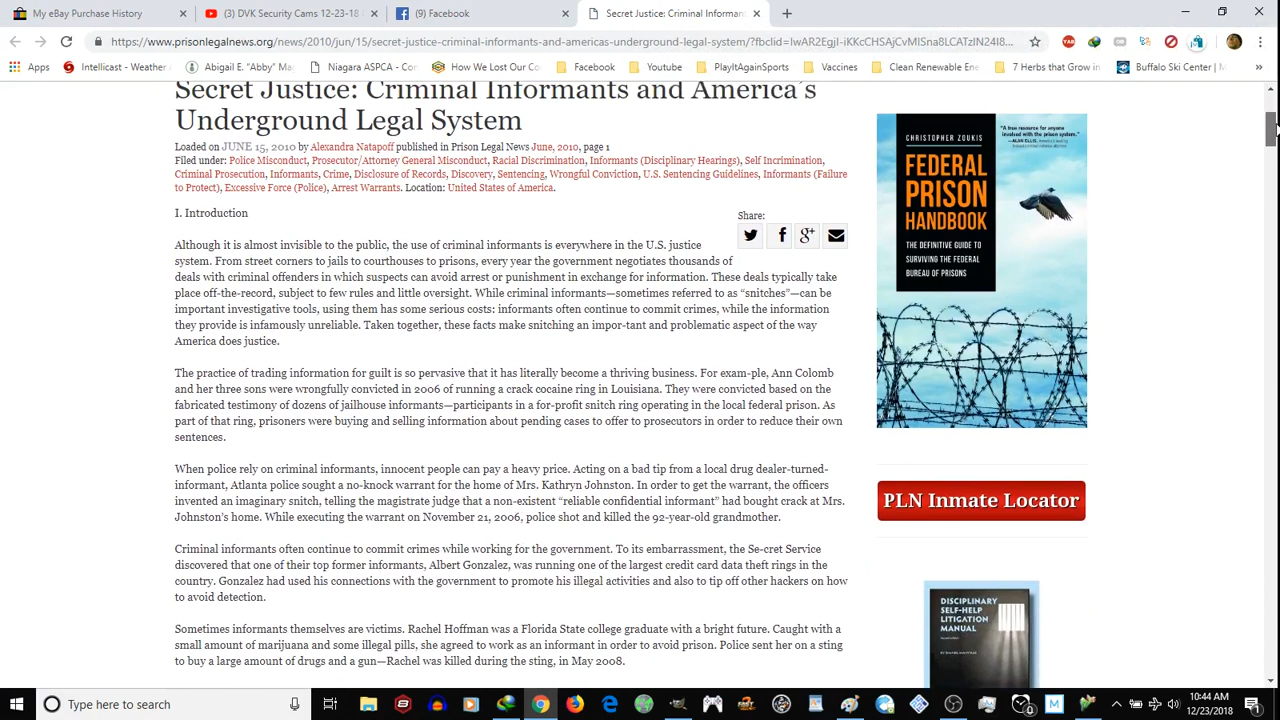 My eBay Purchase History
(3) DVK Security Cams 12-23-18
(9) Facebook
Secret Justice: Criminal Informan
https://www.prisonlegalnews.org/news/2010/jun/15/secret-justice-criminal-informants-and-americas-underground-legal-system/?fbclid=
Apps
Intellicast - Weather
Abigail E. "Abby" Ma
Niagara ASPCA - Co
How We Lost Our Co
Facebook
Youtube
PlayItAgainSports
Vaccines
Clean Renewable Ene
7 Herbs that Grow in
Buffalo Ski Center | M
»
Secret Justice: Criminal Informants and America's
Underground Legal System
Loaded on JUNE 15, 2010 by published in Prison Legal News June, 2010, page 1
Filed under: Police Misconduct, Attorney General Misconduct, Racial Discrimination, Informants (Disciplinary Hearings), Self Incrimination,
Criminal Prosecution, Informants, Crime, Disclosure of Records, Discovery, Sentencing, Wrongful Conviction, U.S. Sentencing Guidelines, Informants (Failure
to Protect), Excessive Force (Police), Arrest Warrants. Location: United States of America.
I. Introduction
Share:
Although it is almost invisible to the public, the use of criminal informants is everywhere in the U.S. justice
system. From street corners to jails to courthouses to prisons, every year the government negotiates thousands of
deals with criminal offenders in which suspects can avoid arrest or punishment in exchange for information. These deals typically take
place off-the-record, subject to few rules and little oversight. While criminal informants—sometimes referred to as “snitches”—can be
important investigative tools, using them has some serious costs: informants often continue to commit crimes, while the information
they provide is infamously unreliable. Taken together, these facts make snitching an impor-tant and problematic aspect of the way
America does justice.
The practice of trading information for guilt is so pervasive that it has literally become a thriving business. For exam-ple, Ann Colomb
and her three sons were wrongfully convicted in 2006 of running a crack cocaine ring in Louisiana. They were convicted based on the
fabricated testimony of dozens of jailhouse informants—participants in a for-profit snitch ring operating in the local federal prison. As
part of that ring, prisoners were buying and selling information about pending cases to offer to prosecutors in order to reduce their own
sentences.
When police rely on criminal informants, innocent people can pay a heavy price. Acting on a bad tip from a local drug dealer-turned-
informant, Atlanta police sought a no-knock warrant for the home of Mrs. Kathryn Johnston. In order to get the warrant, the officers
invented an imaginary snitch, telling the magistrate judge that a non-existent “reliable confidential informant” had bought crack at Mrs.
Johnston’s home. While executing the warrant on November 21, 2006, police shot and killed the 92-year-old grandmother.
Criminal informants often continue to commit crimes while working for the government. To its embarrassment, the Se-cret Service
discovered that one of their top former informants, Albert Gonzalez, was running one of the largest credit card data theft rings in the
country. Gonzalez had used his connections with the government to promote his illegal activities and also to tip off other hackers on how
to avoid detection.
Sometimes informants themselves are victims. Rachel Hoffman was a Florida State college graduate with a bright future. Caught with a
small amount of marijuana and some illegal pills, she agreed to work as an informant in order to avoid prison. Police sent her on a sting
to buy a large amount of drugs and a gun—Rachel was killed during the sting, in May 2008.
CHRISTOPHER ZOUKIS
FEDERAL
PRISON
HANDBOOK
THE DEFINITIVE GUIDE TO
SURVIVING THE FEDERAL
BUREAU OF PRISONS
"A true resource for anyone
involved with the prison system."
PLN Inmate Locator
DISCIPLINARY
SELF-HELP
LITIGATION
MANUAL
Type here to search
10:44 AM
12/23/2018